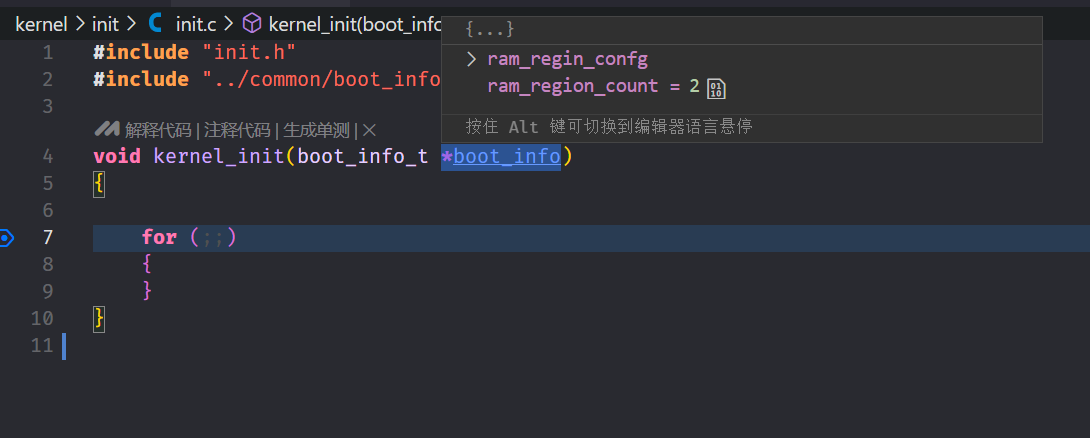 kernel > init > C init.c > kernel_init(boot_info
{...}
> ram_regin_confg
ram_region_count = 2
按住 Alt 键可切换到编辑器语言悬停
1 #include "init.h"
2 #include "../common/boot_info
3
解释代码 | 注释代码 | 生成单测 | ×
4 void kernel_init(boot_info_t *boot_info)
5 {
6
7 for (;;)
8 {
9 }
10 }
11